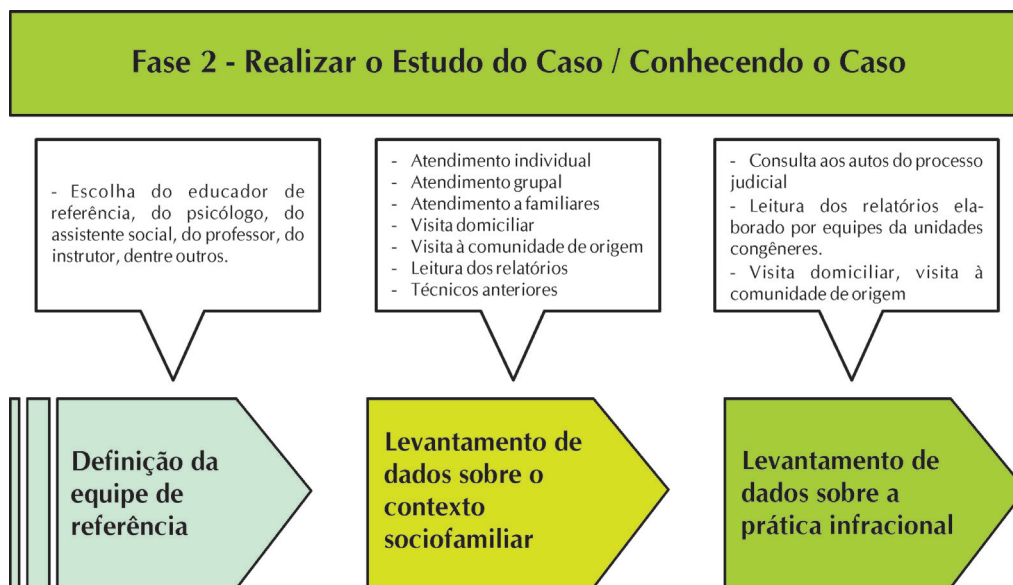 Fase 2 - Realizar o Estudo do Caso / Conhecendo o Caso
- Escolha do educador de
referência, do psicólogo, do
assistente social, do professor, do
instrutor, dentre outros.
- Atendimento individual
- Atendimento grupal
- Atendimento a familiares
- Visita domiciliar
- Visita à comunidade de origem
- Leitura dos relatórios
- Técnicos anteriores
- Consulta aos autos do processo
judicial
- Leitura dos relatórios ela-
borado por equipes da unidades
congêneres.
- Visita domiciliar, visita à
comunidade de origem
Definição da
equipe de
referência
Levantamento de
dados sobre o
contexto
sociofamiliar
Levantamento de
dados sobre a
prática infracional